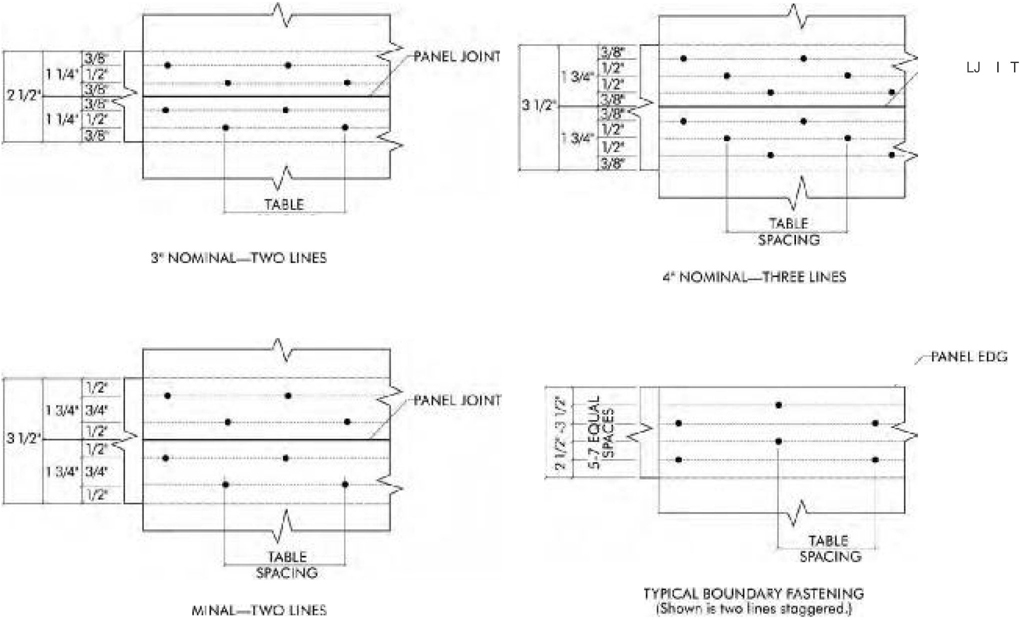 PANEL JOINT
3/8"
1 1/4" 1/2"
3/8"
2 1/2"
3/8"
1 1/4" 1/2"
3/8"
TABLE
3" NOMINAL—TWO LINES
3/8"
1/2"
1 3/4"
1/2"
3/8"
3 1/2"
3/8"
1/2"
1 3/4"
1/2"
3/8"
TABLE
SPACING
4" NOMINAL—THREE LINES
1/2"
1 3/4" 3/4"
1/2"
3 1/2"
1/2"
1 3/4" 3/4"
1/2"
PANEL JOINT
TABLE
SPACING
MINAL—TWO LINES
PANEL EDG
2 1/2" -3 1/2"
5-7 EQUAL
SPACES
TABLE
SPACING
TYPICAL BOUNDARY FASTENING
(Shown is two lines staggered.)